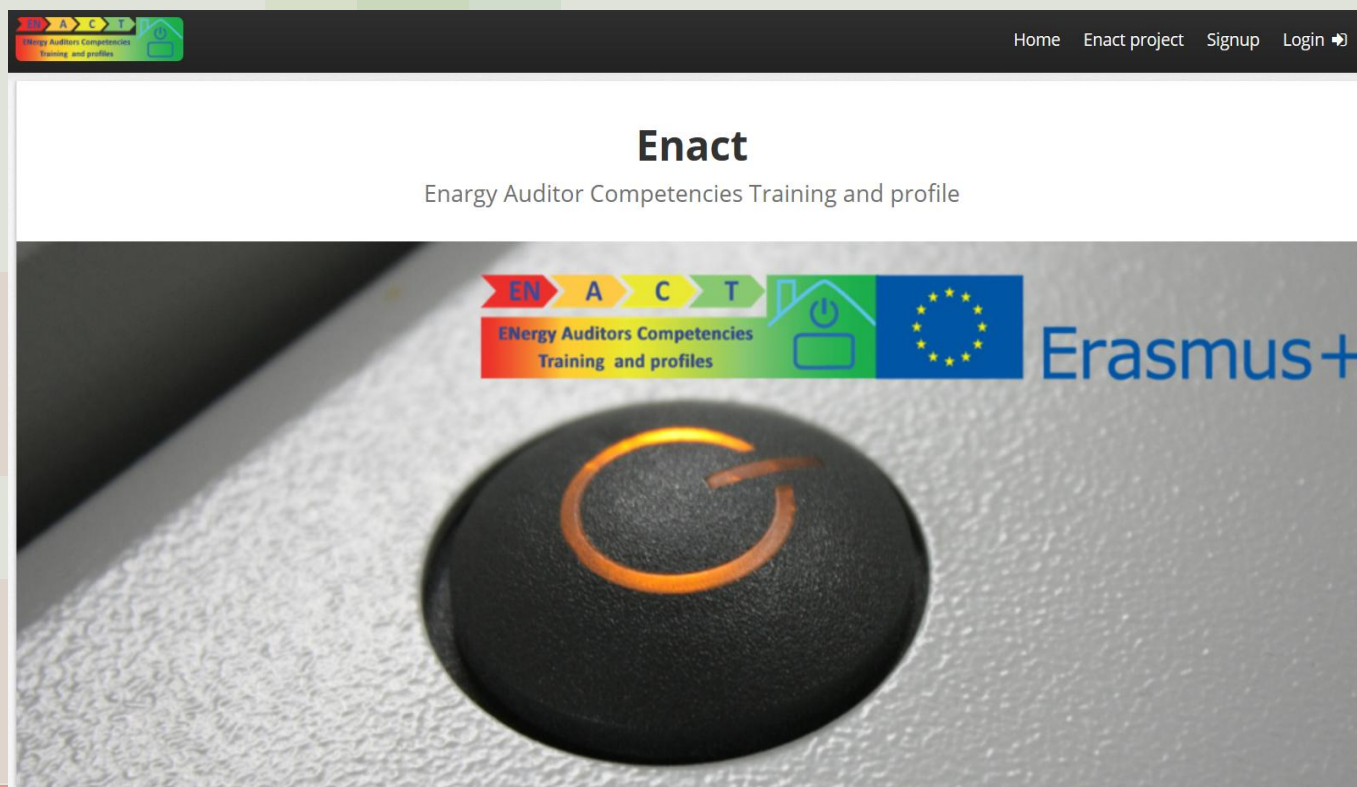 EN A C T
ENergy Auditors Competencies
Training and profiles
Home Enact project Signup Login
Enact
Enargy Auditor Competencies Training and profile
EN A C T
ENergy Auditors Competencies
Training and profiles
Erasmus+